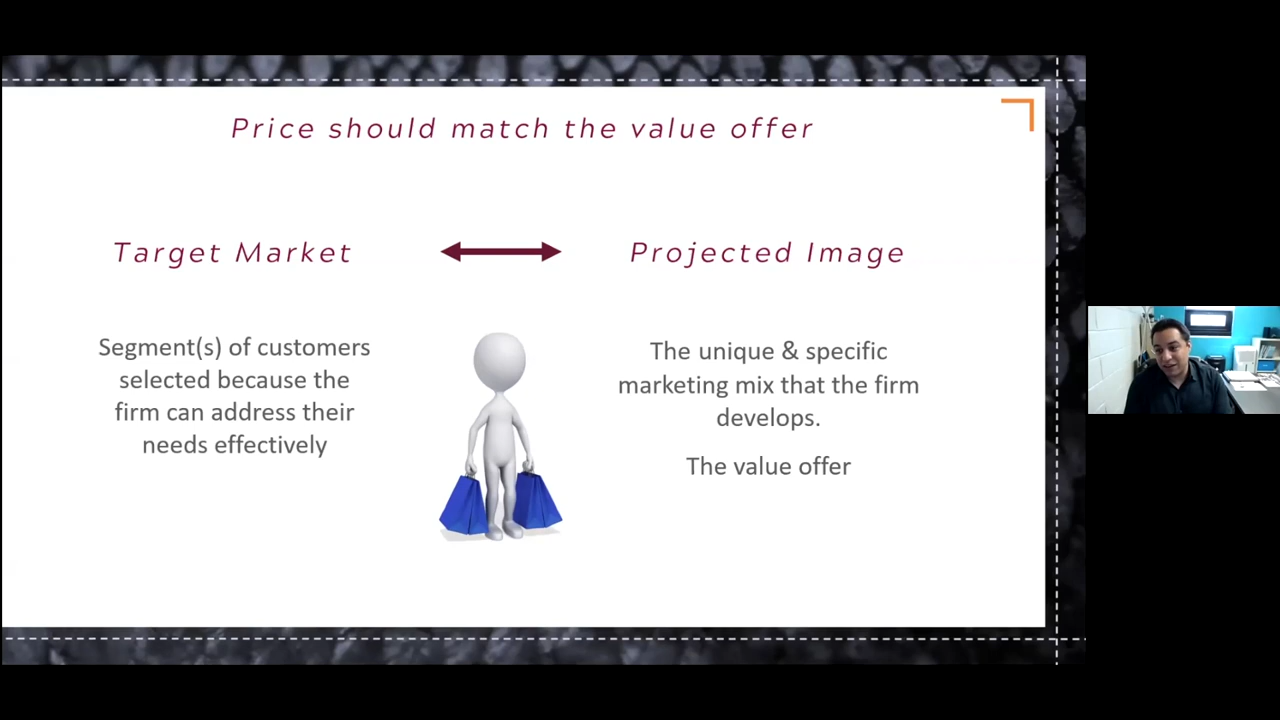 Price should match the value offer
Target Market
Projected Image
Segment(s) of customers
selected because the
firm can address their
needs effectively
The unique & specific
marketing mix that the firm
develops.
The value offer